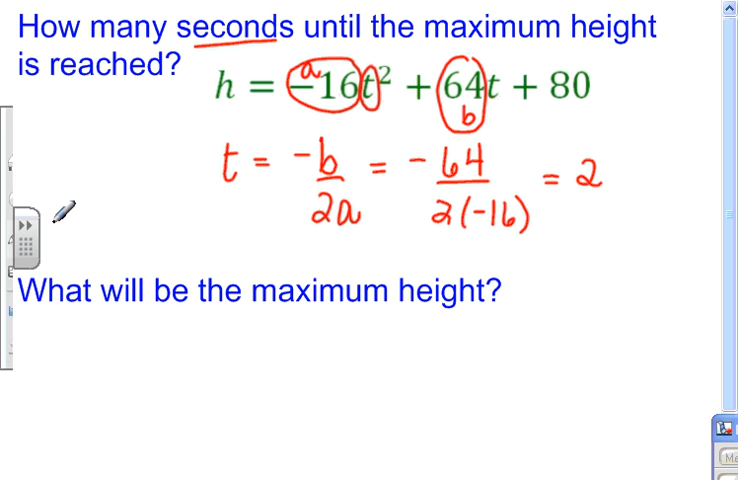 How many seconds until the maximum height
is reached?
h = −16t² + 64t + 80
a
b
t = -b/2a = -64/2(-16) = 2
What will be the maximum height?